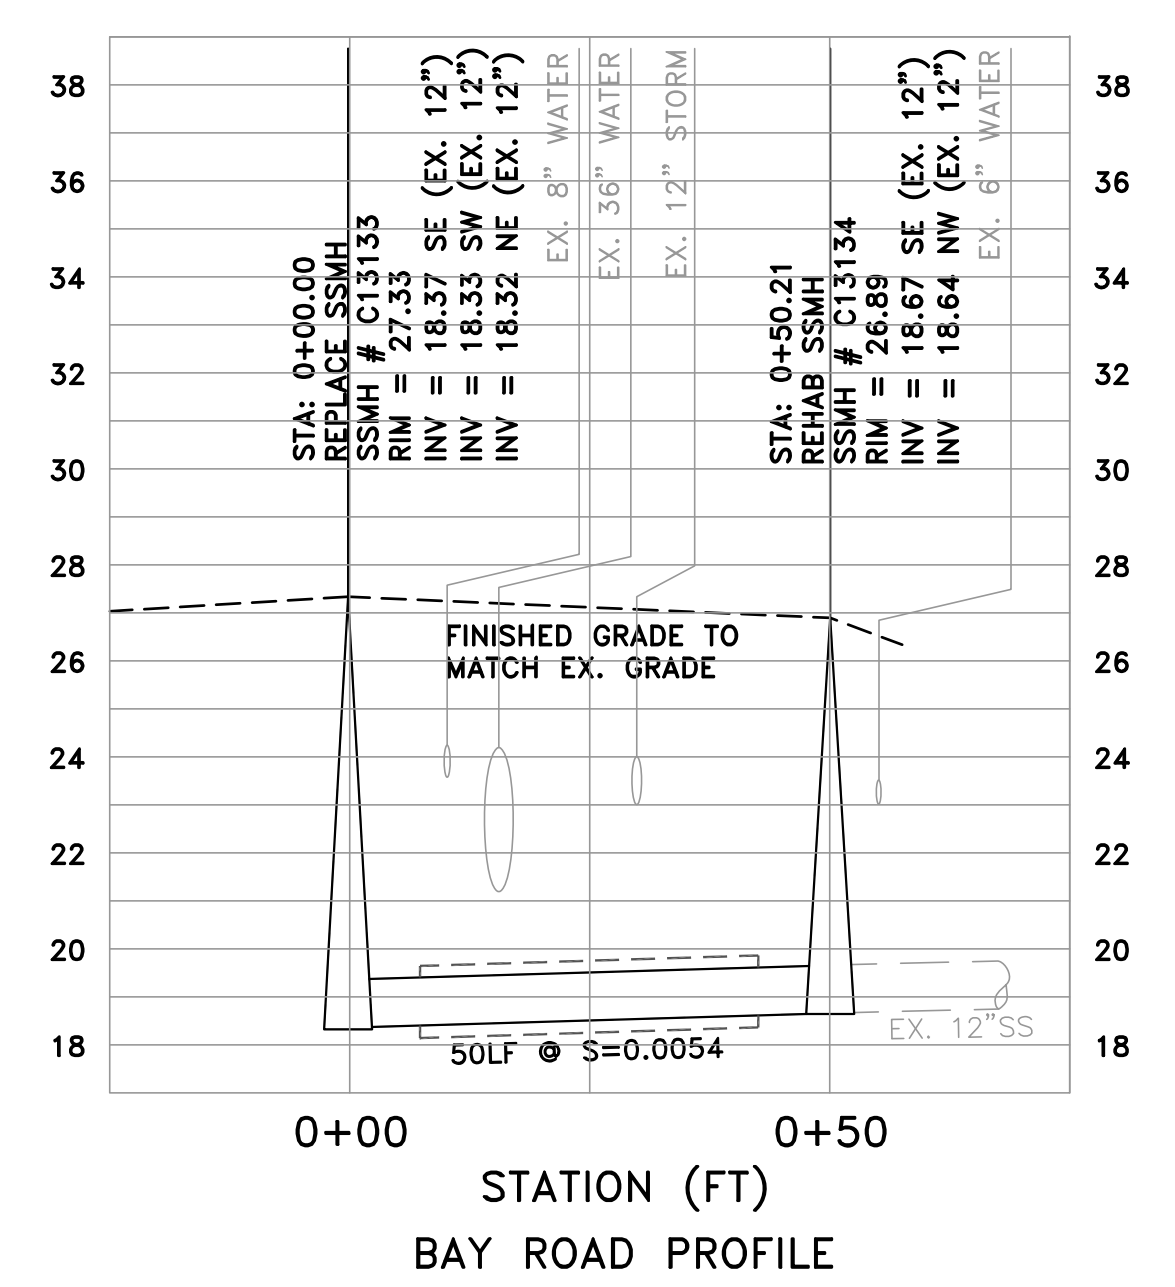 38
36
34
32
30
28
26
24
22
20
18
STA: 0+00.00
REPLACE SSMH
SSMH # C13133
RIM = 27.33
INV = 18.37 SE (EX. 12")
INV = 18.33 SW (EX. 12")
INV = 18.32 NE (EX. 12")
EX. 8" WATER
EX. 36" WATER
EX. 12" STORM
STA: 0+50.21
REHAB SSMH
SSMH # C13134
RIM = 26.89
INV = 18.67 SE (EX. 12")
INV = 18.64 NW (EX. 12")
EX. 6" WATER
38
36
34
32
30
28
26
24
22
20
18
FINISHED GRADE TO
MATCH EX. GRADE
EX. 12"SS
50LF @ S=0.0054
0+00
0+50
STATION (FT)
BAY ROAD PROFILE